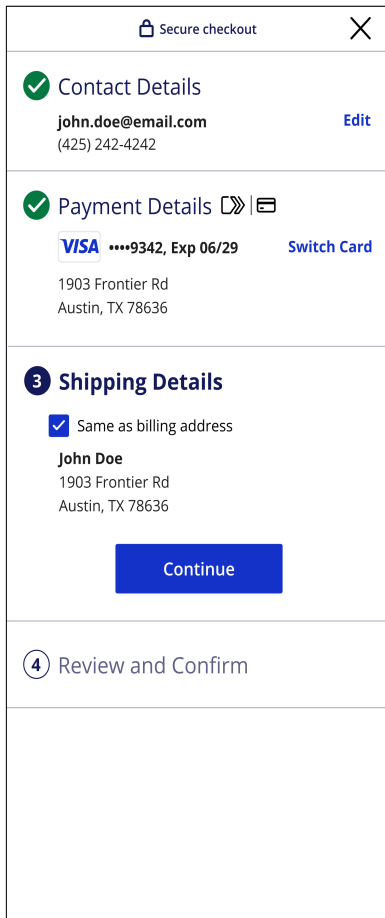 Secure checkout
Contact Details
john.doe@email.com
Edit
(425) 242-4242
Payment Details
VISA ••••9342, Exp 06/29
Switch Card
1903 Frontier Rd
Austin, TX 78636
3 Shipping Details
Same as billing address
John Doe
1903 Frontier Rd
Austin, TX 78636
Continue
4 Review and Confirm